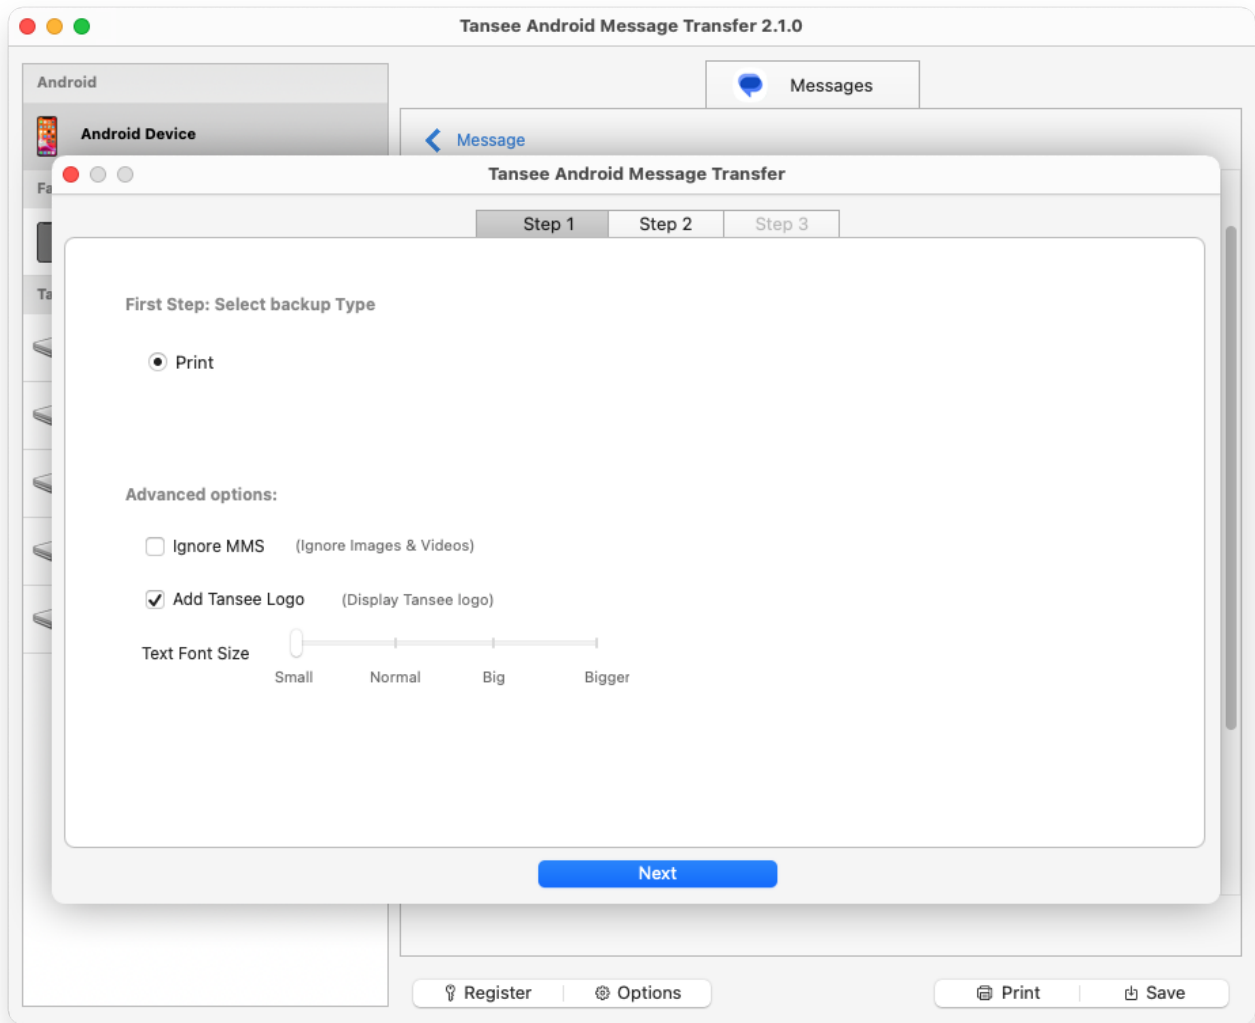 Tansee Android Message Transfer 2.1.0
Android
Messages
Android Device
Message
Tansee Android Message Transfer
Fa
Step 1 Step 2 Step 3
Ta
First Step: Select backup Type
Print
Advanced options:
Ignore MMS (Ignore Images & Videos)
Add Tansee Logo (Display Tansee logo)
Text Font Size
Small Normal Big Bigger
Next
Register Options Print Save